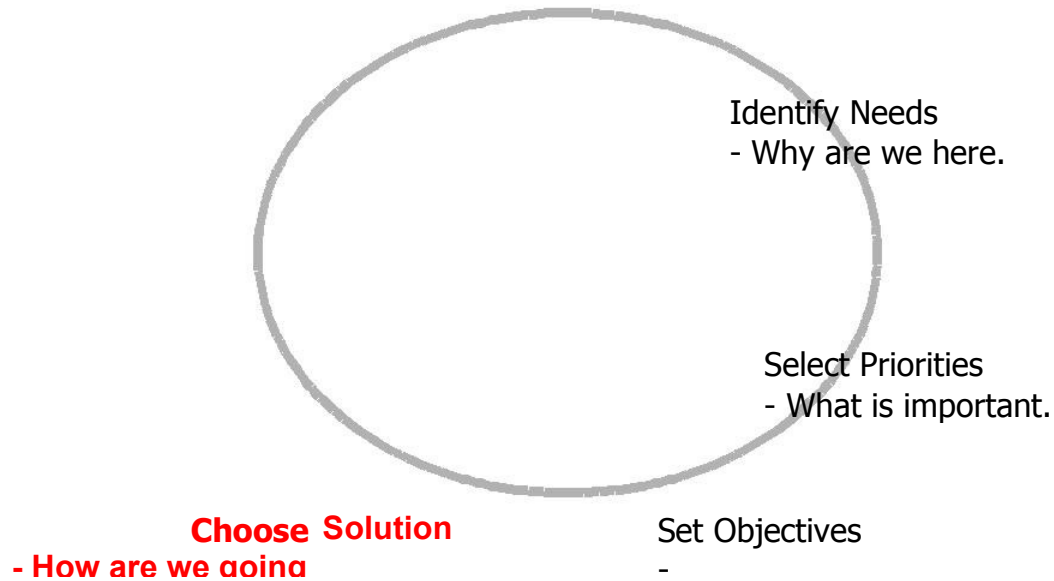 Identify Needs
- Why are we here.
Select Priorities
- What is important.
Set Objectives
-
Choose Solution
- How are we going